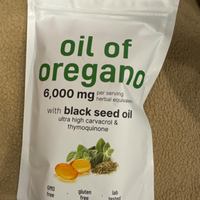 oil of
oregano
6,000 mg per serving
herbal equivalent
with black seed oil
ultra high carvacrol &
thymoquinone
GMO gluten lab
free free tested